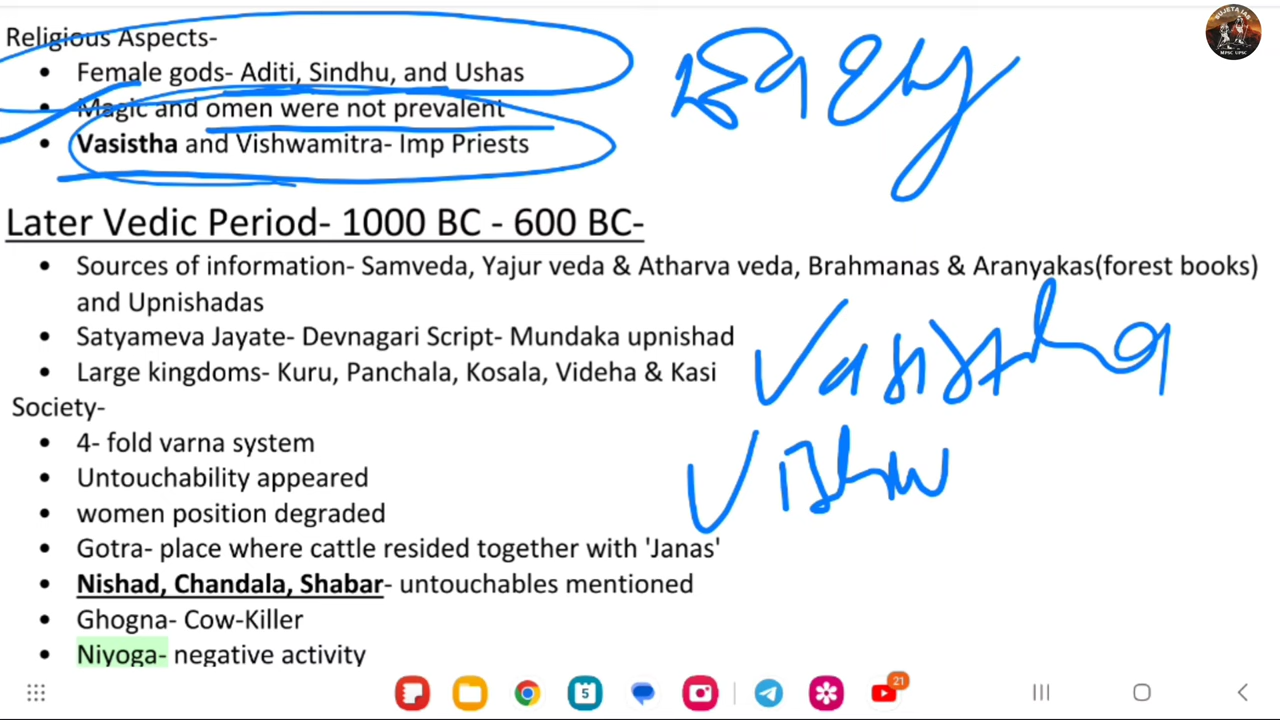 Religious Aspects-
• Female gods- Aditi, Sindhu, and Ushas
• Magic and omen were not prevalent
• Vasistha and Vishwamitra- Imp Priests
Later Vedic Period- 1000 BC - 600 BC-
• Sources of information- Samveda, Yajur veda & Atharva veda, Brahmanas & Aranyakas(forest books)
and Upnishadas
• Satyameva Jayate- Devnagari Script- Mundaka upnishad
• Large kingdoms- Kuru, Panchala, Kosala, Videha & Kasi
Vasistha
Society-
• 4- fold varna system
• Untouchability appeared
Vishw
• women position degraded
• Gotra- place where cattle resided together with 'Janas'
• Nishad, Chandala, Shabar- untouchables mentioned
• Ghogna- Cow-Killer
• Niyoga- negative activity
5
21